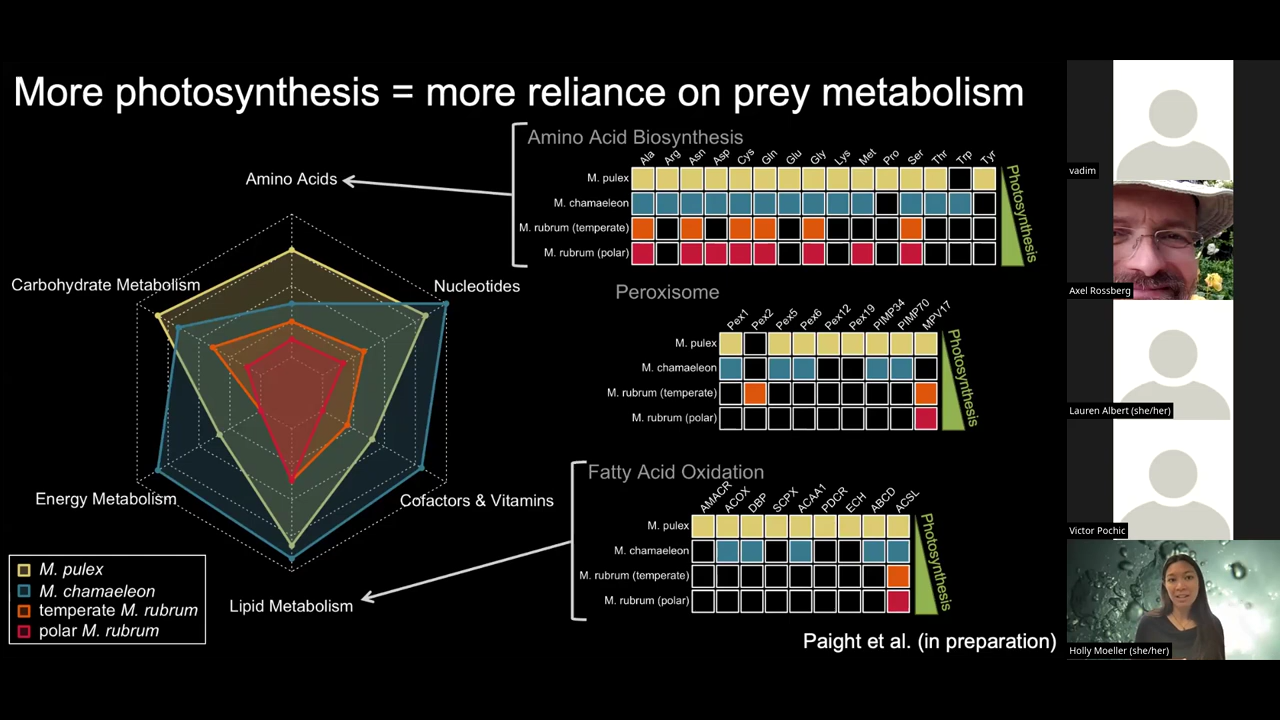 More photosynthesis = more reliance on prey metabolism
Amino Acids
Carbohydrate Metabolism
Nucleotides
Energy Metabolism
Cofactors & Vitamins
Lipid Metabolism
M. pulex
M. chamaeleon
temperate M. rubrum
polar M. rubrum
Amino Acid Biosynthesis
Ala Arg Asn Asp Cys Gln Glu Gly Lys Met Pro Ser Thr Trp Tyr
M. pulex
M. chamaeleon
M. rubrum (temperate)
M. rubrum (polar)
Photosynthesis
Peroxisome
Pex1 Pex2 Pex5 Pex6 Pex12 Pex19 PIMP34 PIMP70 MPV17
M. pulex
M. chamaeleon
M. rubrum (temperate)
M. rubrum (polar)
Photosynthesis
Fatty Acid Oxidation
AMACR ACOX DBP SCPX ACAA1 PDCR ECH ABCD ACSL
M. pulex
M. chamaeleon
M. rubrum (temperate)
M. rubrum (polar)
Photosynthesis
Paight et al. (in preparation)
vadim
Axel Rossberg
Lauren Albert (she/her)
Victor Pochic
Holly Moeller (she/her)